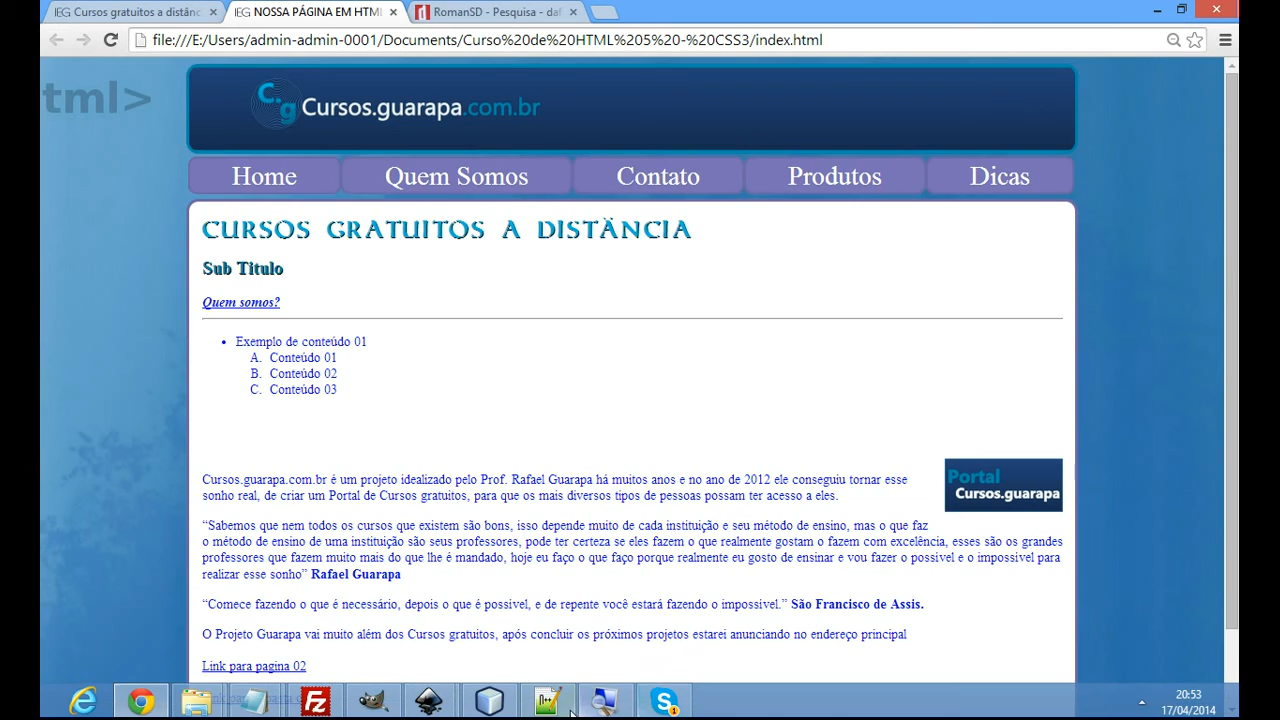 IEG Cursos gratuitos a distânc
IEG NOSSA PÁGINA EM HTM
RomanSD - Pesquisa - daf
file:///E:/Users/admin-admin-0001/Documents/Curso%20de%20HTML%205%20-%20CSS3/index.html
tml>
C.g Cursos.guarapa.com.br
Home Quem Somos Contato Produtos Dicas
CURSOS GRATUITOS A DISTÂNCIA
Sub Titulo
Quem somos?
• Exemplo de conteúdo 01
A. Conteúdo 01
B. Conteúdo 02
C. Conteúdo 03
Portal
Cursos.guarapa
Cursos.guarapa.com.br é um projeto idealizado pelo Prof. Rafael Guarapa há muitos anos e no ano de 2012 ele conseguiu tornar esse
sonho real, de criar um Portal de Cursos gratuitos, para que os mais diversos tipos de pessoas possam ter acesso a eles.
“Sabemos que nem todos os cursos que existem são bons, isso depende muito de cada instituição e seu método de ensino, mas o que faz
o método de ensino de uma instituição são seus professores, pode ter certeza se eles fazem o que realmente gostam o fazem com excelência, esses são os grandes
professores que fazem muito mais do que lhe é mandado, hoje eu faço o que faço porque realmente eu gosto de ensinar e vou fazer o possivel e o impossivel para
realizar esse sonho” Rafael Guarapa
“Comece fazendo o que é necessário, depois o que é possivel, e de repente você estará fazendo o impossivel.” São Francisco de Assis.
O Projeto Guarapa vai muito além dos Cursos gratuitos, após concluir os próximos projetos estarei anunciando no endereço principal
Link para pagina 02
20:53
17/04/2014